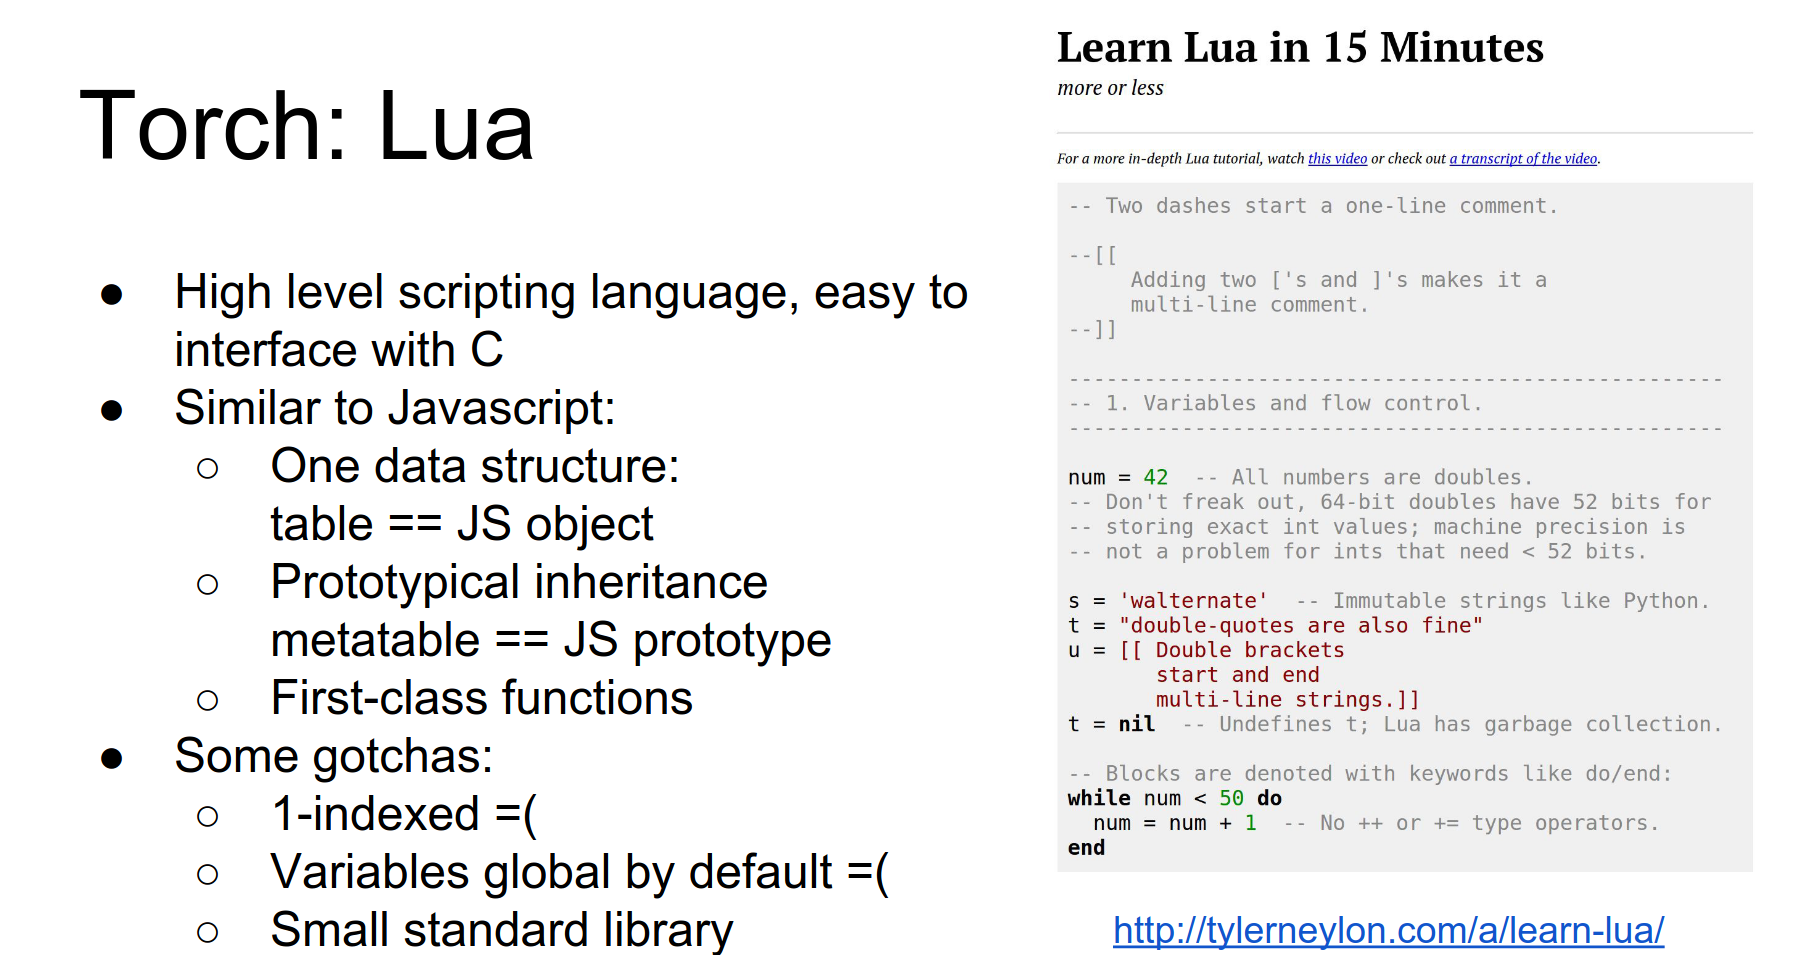 Torch: Lua
● High level scripting language, easy to
interface with C
● Similar to Javascript:
○ One data structure:
table == JS object
○ Prototypical inheritance
metatable == JS prototype
○ First-class functions
● Some gotchas:
○ 1-indexed =(
○ Variables global by default =(
○ Small standard library
Learn Lua in 15 Minutes
more or less
For a more in-depth Lua tutorial, watch this video or check out a transcript of the video.
-- Two dashes start a one-line comment.
--[[
     Adding two ['s and ]'s makes it a
     multi-line comment.
--]]
----------------------------------------------------
-- 1. Variables and flow control.
----------------------------------------------------
num = 42  -- All numbers are doubles.
-- Don't freak out, 64-bit doubles have 52 bits for
-- storing exact int values; machine precision is
-- not a problem for ints that need < 52 bits.
s = 'walternate'  -- Immutable strings like Python.
t = "double-quotes are also fine"
u = [[ Double brackets
       start and end
       multi-line strings.]]
t = nil  -- Undefines t; Lua has garbage collection.
-- Blocks are denoted with keywords like do/end:
while num < 50 do
  num = num + 1  -- No ++ or += type operators.
end
http://tylerneylon.com/a/learn-lua/